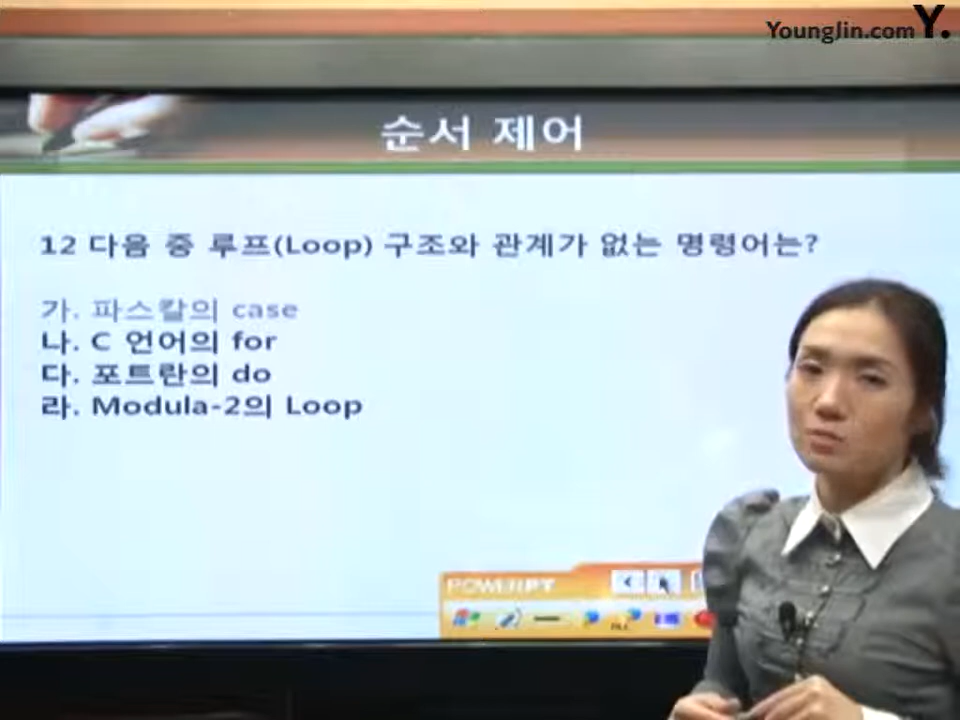 YoungJin.com Y.
순서 제어
12 다음 중 루프(Loop) 구조와 관계가 없는 명령어는?
가. 파스칼의 case
나. C 언어의 for
다. 포트란의 do
라. Modula-2의 Loop
POWERPT